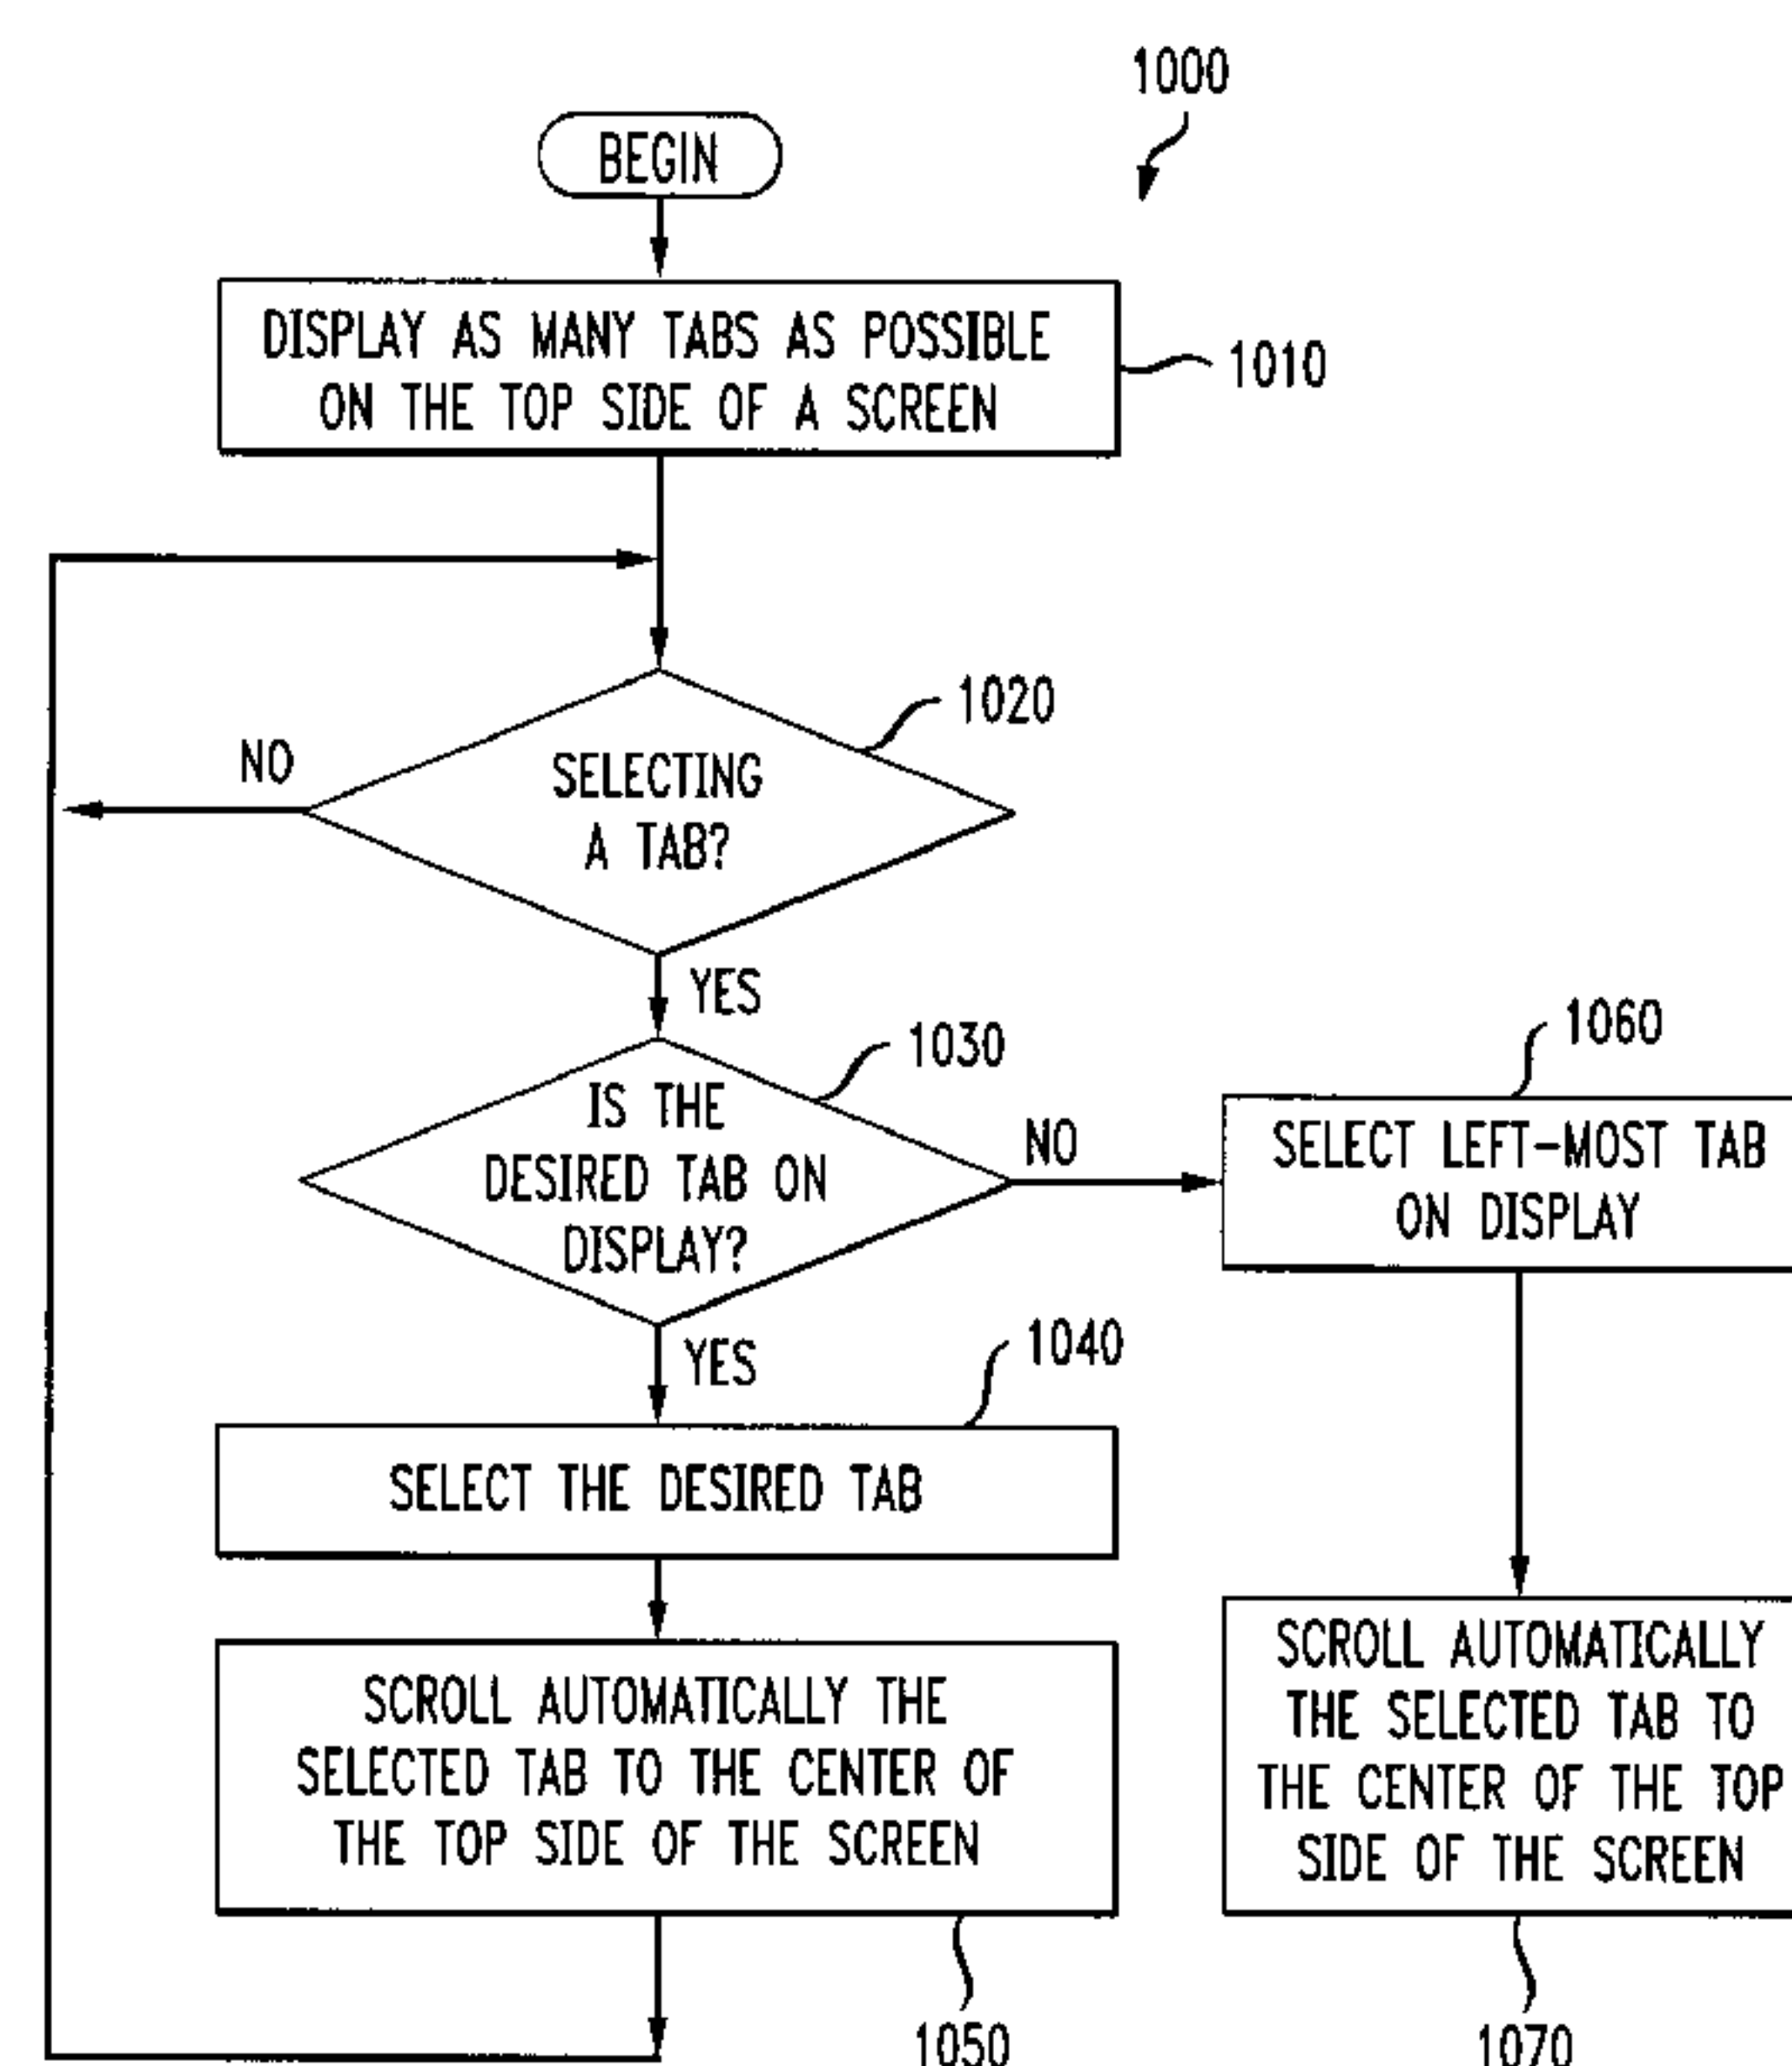 1000
BEGIN
DISPLAY AS MANY TABS AS POSSIBLE
ON THE TOP SIDE OF A SCREEN
1010
1020
NO
SELECTING
A TAB?
YES
1030
IS THE
DESIRED TAB ON
DISPLAY?
NO
1060
SELECT LEFT-MOST TAB
ON DISPLAY
YES
1040
SELECT THE DESIRED TAB
SCROLL AUTOMATICALLY THE
SELECTED TAB TO THE CENTER OF
THE TOP SIDE OF THE SCREEN
SCROLL AUTOMATICALLY
THE SELECTED TAB TO
THE CENTER OF THE TOP
SIDE OF THE SCREEN
1050
1070